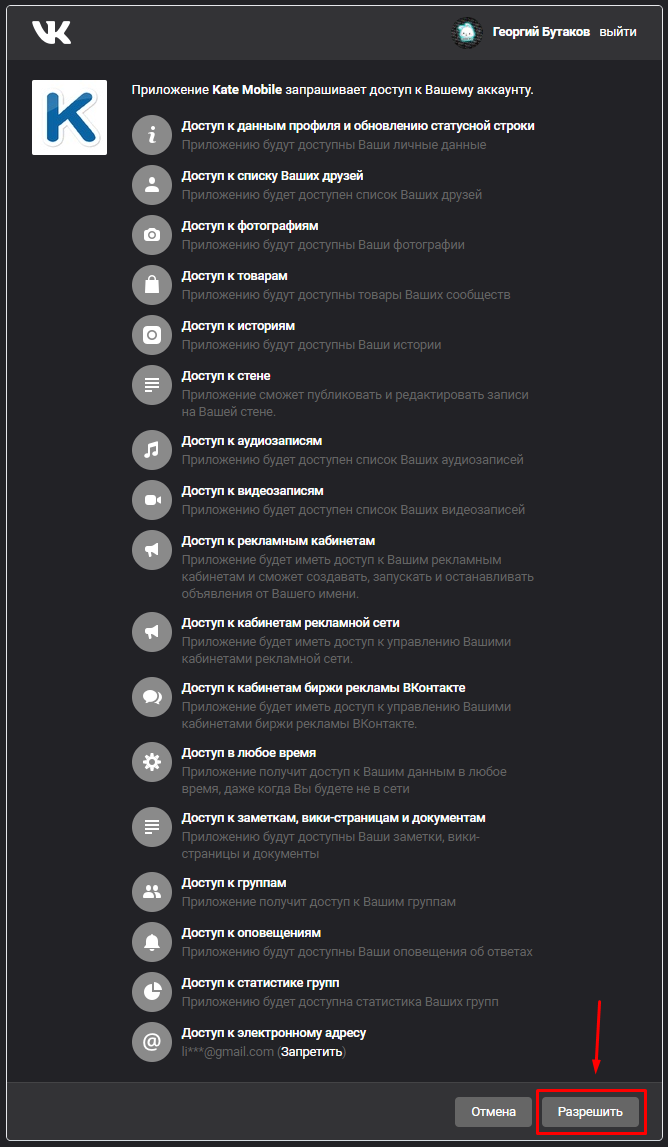 Георгий Бутаков выйти
Приложение Kate Mobile запрашивает доступ к Вашему аккаунту.
Доступ к данным профиля и обновлению статусной строки
Приложению будут доступны Ваши личные данные
Доступ к списку Ваших друзей
Приложению будет доступен список Ваших друзей
Доступ к фотографиям
Приложению будут доступны Ваши фотографии
Доступ к товарам
Приложению будут доступны товары Ваших сообществ
Доступ к историям
Приложению будут доступны Ваши истории
Доступ к стене
Приложение сможет публиковать и редактировать записи
на Вашей стене.
Доступ к аудиозаписям
Приложению будет доступен список Ваших аудиозаписей
Доступ к видеозаписям
Приложению будет доступен список Ваших видеозаписей
Доступ к рекламным кабинетам
Приложение будет иметь доступ к Вашим рекламным
кабинетам и сможет создавать, запускать и останавливать
объявления от Вашего имени.
Доступ к кабинетам рекламной сети
Приложение будет иметь доступ к управлению Вашими
кабинетами рекламной сети.
Доступ к кабинетам биржи рекламы ВКонтакте
Приложение будет иметь доступ к управлению Вашими
кабинетами биржи рекламы ВКонтакте.
Доступ в любое время
Приложение получит доступ к Вашим данным в любое
время, даже когда Вы будете не в сети
Доступ к заметкам, вики-страницам и документам
Приложению будут доступны Ваши заметки, вики-
страницы и документы
Доступ к группам
Приложение получит доступ к Вашим группам
Доступ к оповещениям
Приложению будут доступны Ваши оповещения об ответах
Доступ к статистике групп
Приложению будет доступна статистика Ваших групп
Доступ к электронному адресу
li***@gmail.com (Запретить)
Отмена Разрешить